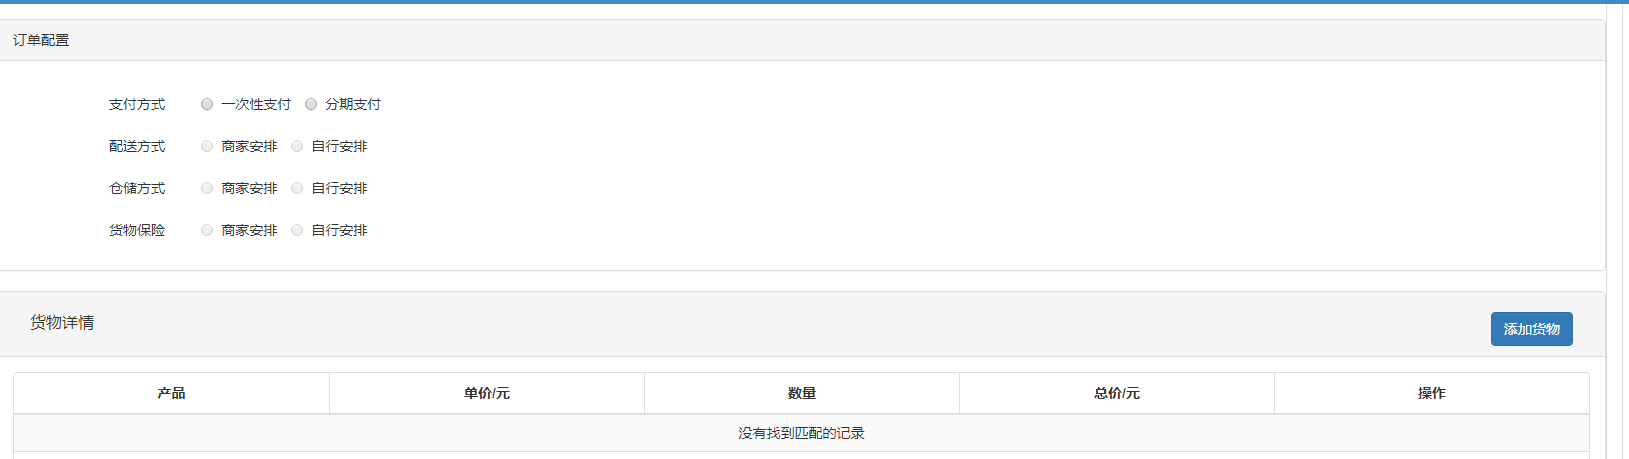 订单配置
支付方式 一次性支付 分期支付
配送方式 商家安排 自行安排
仓储方式 商家安排 自行安排
货物保险 商家安排 自行安排
货物详情 添加货物
产品 单价/元 数量 总价/元 操作
没有找到匹配的记录